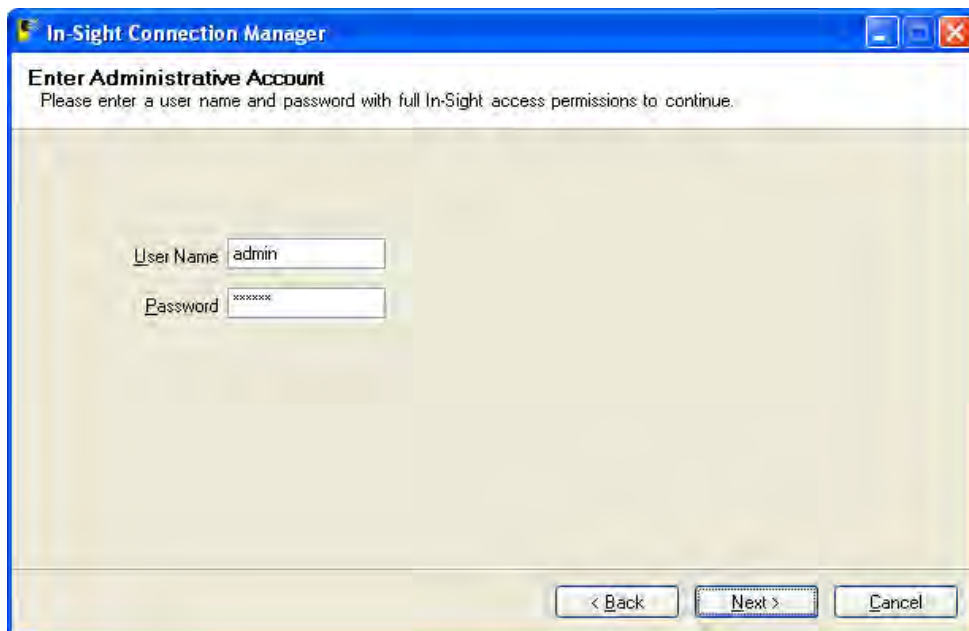 In-Sight Connection Manager
Enter Administrative Account
Please enter a user name and password with full In-Sight access permissions to continue.
User Name admin
Password ××××××
< Back Next > Cancel